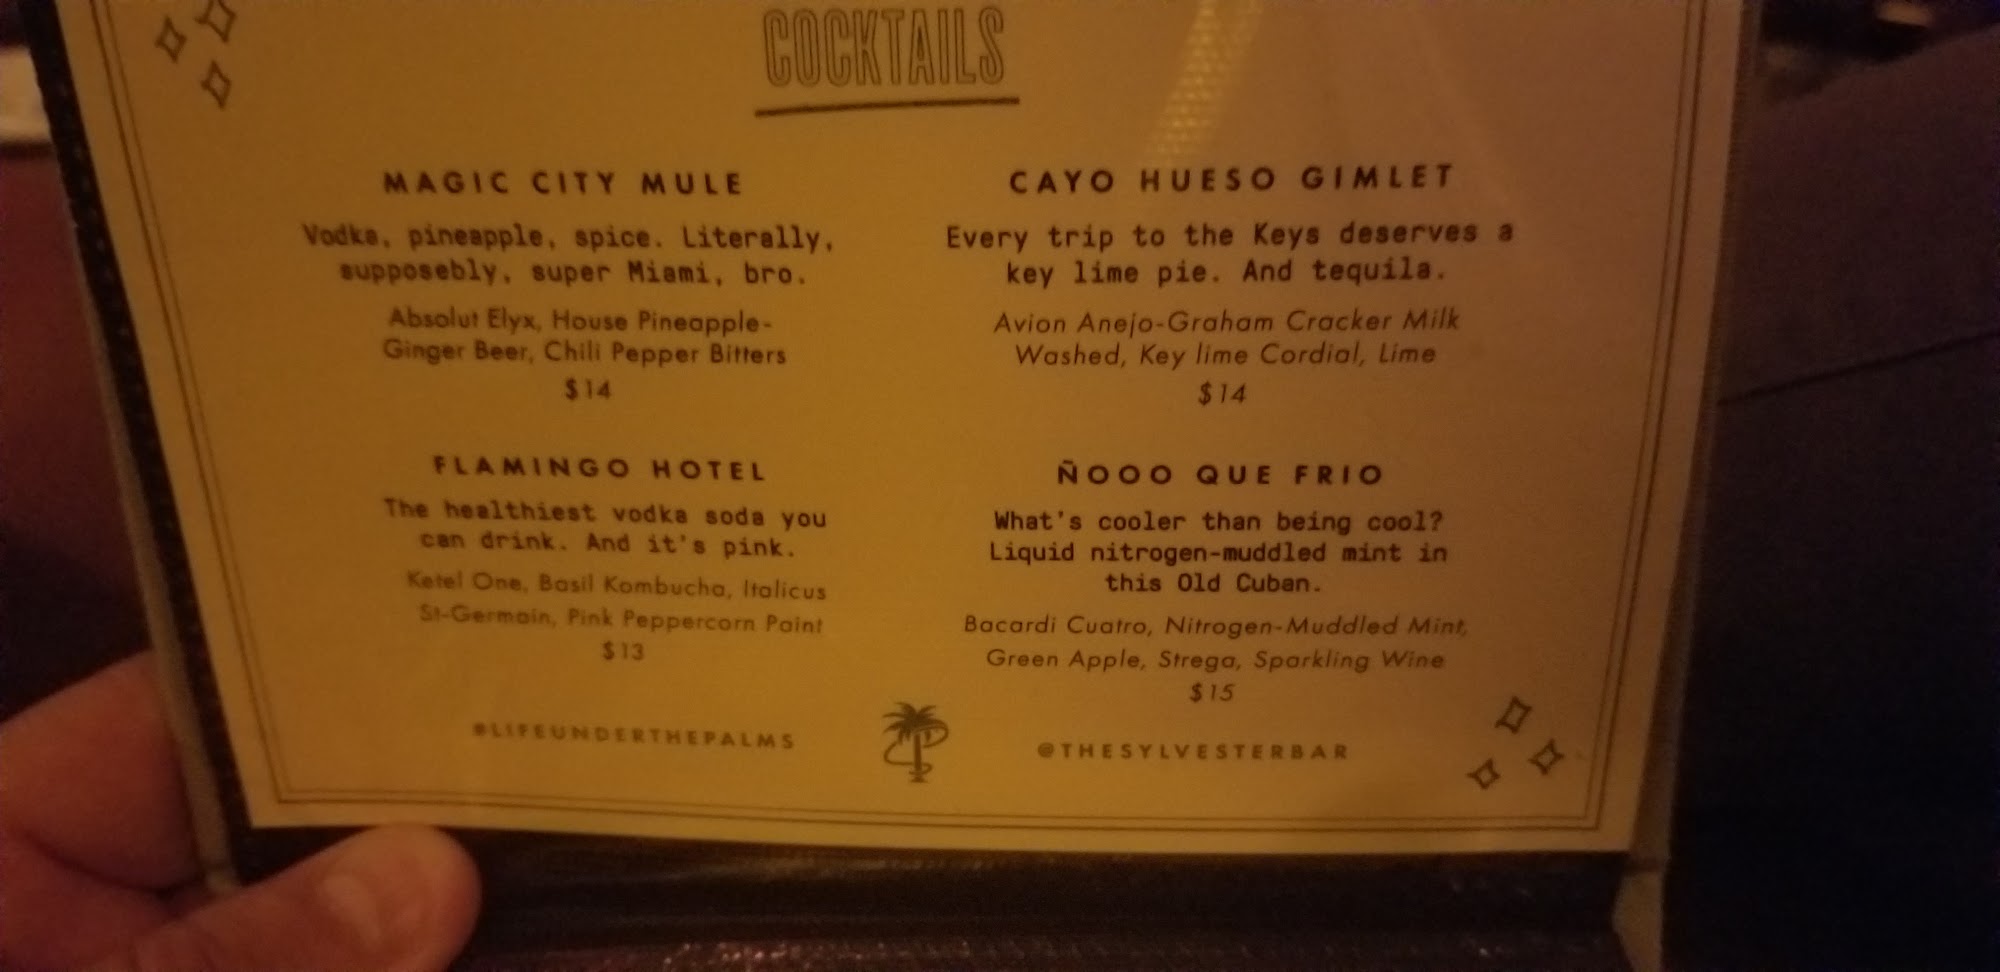 COCKTAILS
MAGIC CITY MULE
Vodka, pineapple, spice. Literally,
supposebly, super Miami, bro.
Absolut Elyx, House Pineapple-
Ginger Beer, Chili Pepper Bitters
$14
CAYO HUESO GIMLET
Every trip to the Keys deserves a
key lime pie. And tequila.
Avion Anejo-Graham Cracker Milk
Washed, Key lime Cordial, Lime
$14
FLAMINGO HOTEL
The healthiest vodka soda you
can drink. And it's pink.
Ketel One, Basil Kombucha, Italicus
St-Germain, Pink Peppercorn Paint
$13
ÑOOO QUE FRIO
What's cooler than being cool?
Liquid nitrogen-muddled mint in
this Old Cuban.
Bacardi Cuatro, Nitrogen-Muddled Mint,
Green Apple, Strega, Sparkling Wine
$15
#LIFEUNDERTHEPALMS
@THESYLVESTERBAR